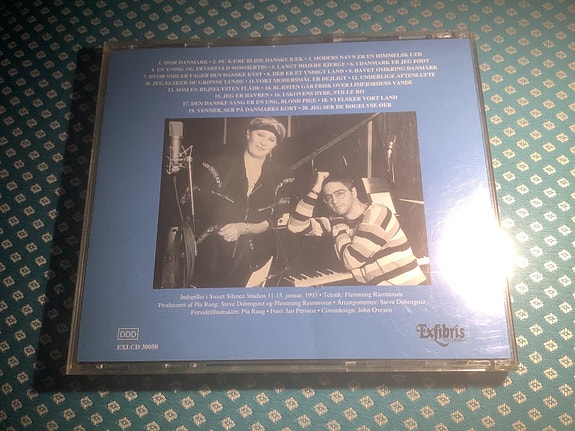 1. MOR DANMARK • 2. DU KÆRE BLIDE DANSKE BÆK • 3. MODERS NAVN ER EN HIMMELSK LYD
4. EN YNDIG OG FRYDEFULD SOMMERTID • 5. LANGT HØJERE BJERGE • 6. I DANMARK ER JEG FØDT
7. HVOR SMILER FAGER DEN DANSKE KYST • 8. DER ER ET YNDIGT LAND • 9. HAVET OMKRING DANMARK
10. JEG ELSKER DE GRØNNE LUNDE • 11. VORT MODERSMÅL ER DEJLIGT • 12. UNDERLIGE AFTENLUFTE
13. SOM EN REJSELYSTEN FLÅDE • 14. BLÆSTEN GÅR FRISK OVER LIMFJORDENS VANDE
15. JEG ER HAVREN • 16. I SKOVENS DYBE, STILLE RO
17. DEN DANSKE SANG ER EN UNG, BLOND PIGE • 18. VI ELSKER VORT LAND
19. VENNER, SER PÅ DANMARKS KORT • 20. JEG SER DE BØGELYSE ØER
Indspillet i Sweet Silence Studios 11-15. januar, 1993 • Teknik: Flemming Rasmussen
Produceret af Pia Raug, Steve Dobrogosz og Flemming Rasmussen • Arrangementer: Steve Dobrogosz
Forsideillustration: Pia Raug • Foto: Jan Persson • Coverdesign: John Ovesen
DDD
EXLCD 30050
Exlibris